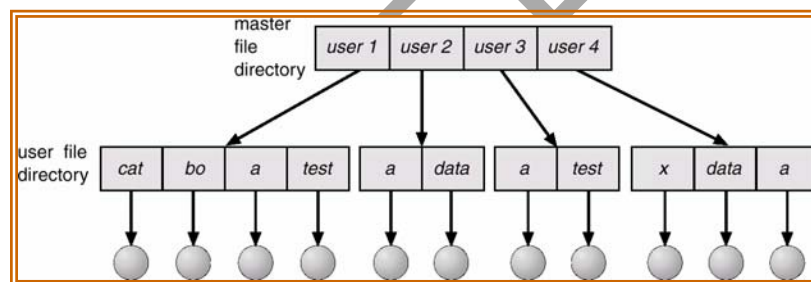 master
file
directory
user 1 user 2 user 3 user 4
user file
directory
cat bo a test a data a test x data a